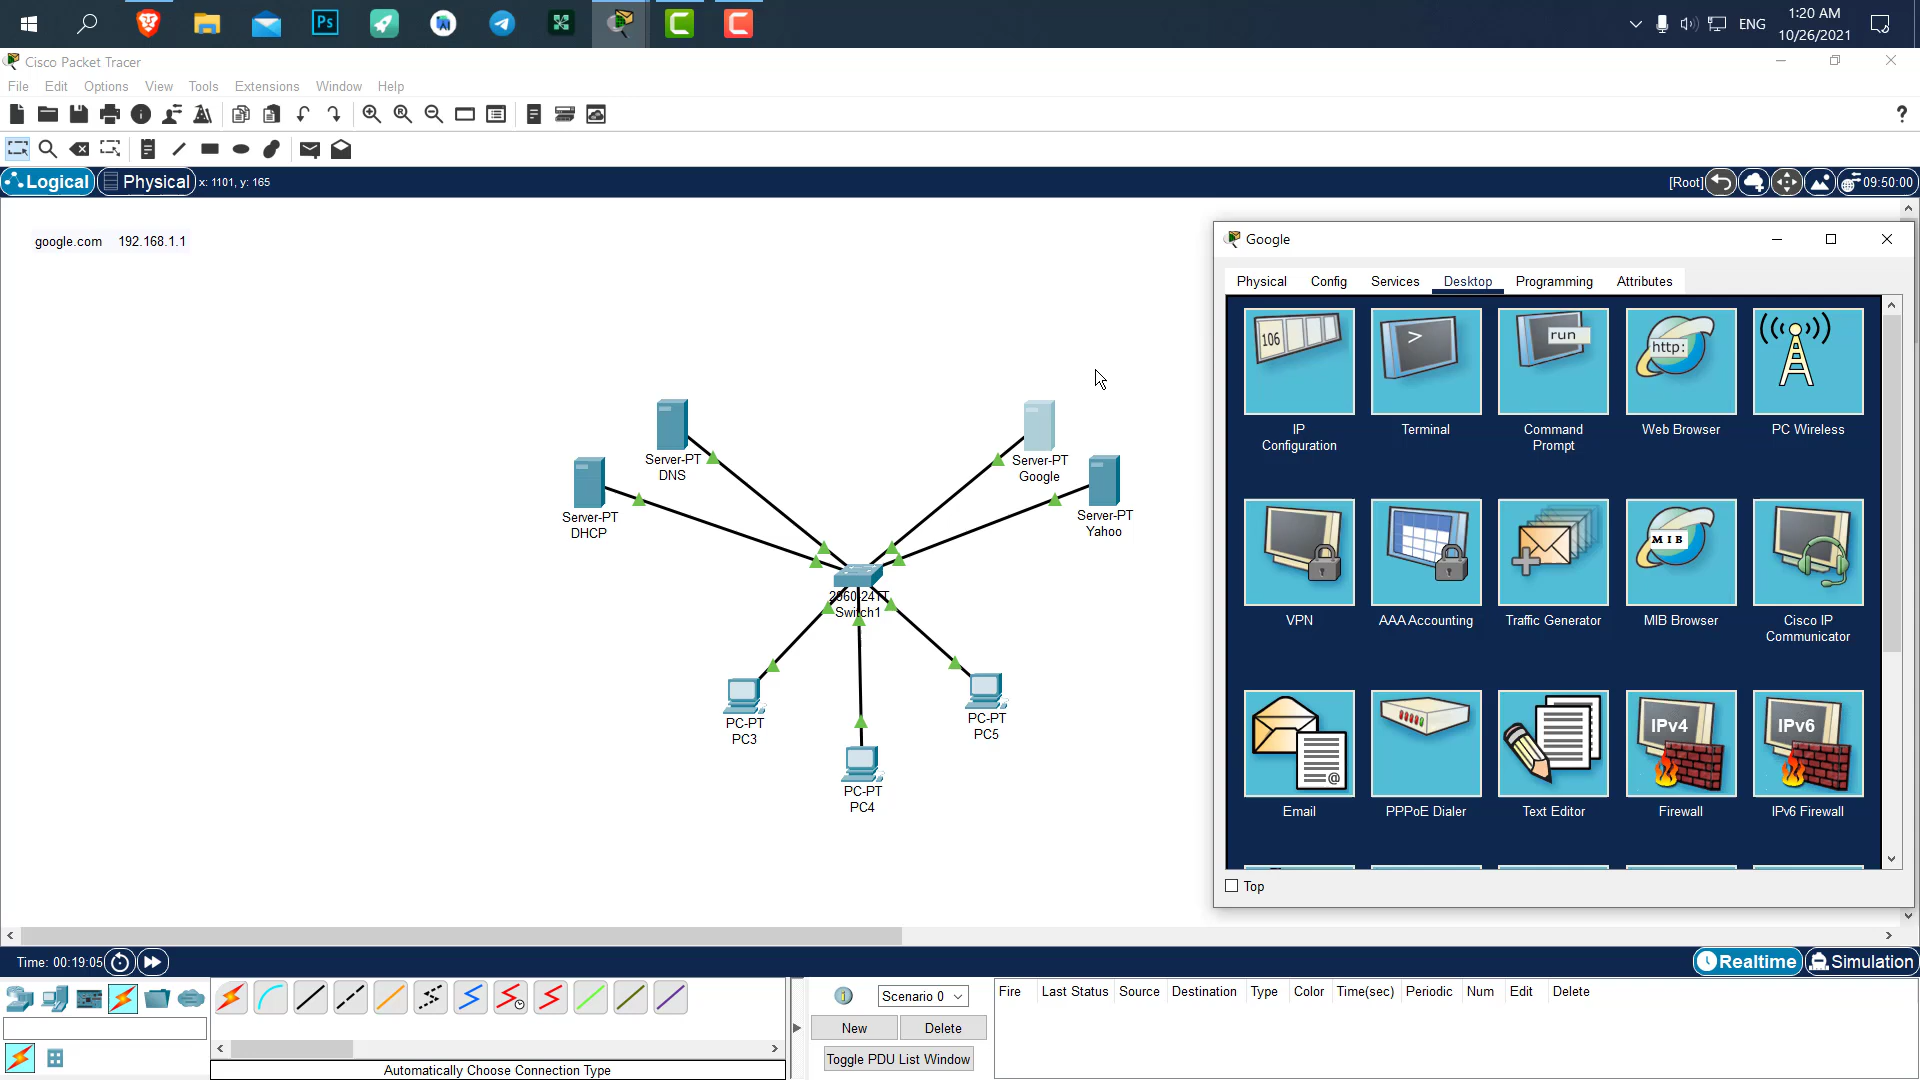 1:20 AM
ENG
10/26/2021
Ps
Cisco Packet Tracer
File Edit Options View Tools Extensions Window Help
?
Logical Physical x: 1101, y: 165 [Root] 09:50:00
google.com 192.168.1.1
Google
Physical Config Services Desktop Programming Attributes
106
>
run
http:
IP Configuration
Terminal
Command Prompt
Web Browser
PC Wireless
MIB
VPN
AAA Accounting
Traffic Generator
MIB Browser
Cisco IP Communicator
@
IPv4
IPv6
Email
PPPoE Dialer
Text Editor
Firewall
IPv6 Firewall
Top
Server-PT
DNS
Server-PT
Google
Server-PT
DHCP
Server-PT
Yahoo
2960-24TT
Switch1
PC-PT
PC3
PC-PT
PC5
PC-PT
PC4
Time: 00:19:05
Realtime Simulation
Scenario 0
New Delete
Toggle PDU List Window
Fire Last Status Source Destination Type Color Time(sec) Periodic Num Edit Delete
Automatically Choose Connection Type